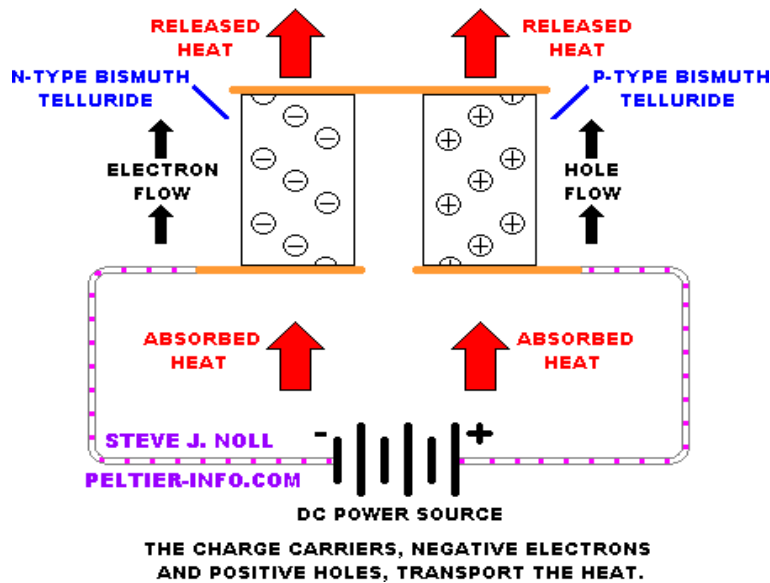 RELEASED
HEAT
RELEASED
HEAT
N-TYPE BISMUTH
TELLURIDE
P-TYPE BISMUTH
TELLURIDE
ELECTRON
FLOW
HOLE
FLOW
ABSORBED
HEAT
ABSORBED
HEAT
- +
STEVE J. NOLL
PELTIER-INFO.COM
DC POWER SOURCE
THE CHARGE CARRIERS, NEGATIVE ELECTRONS
AND POSITIVE HOLES, TRANSPORT THE HEAT.